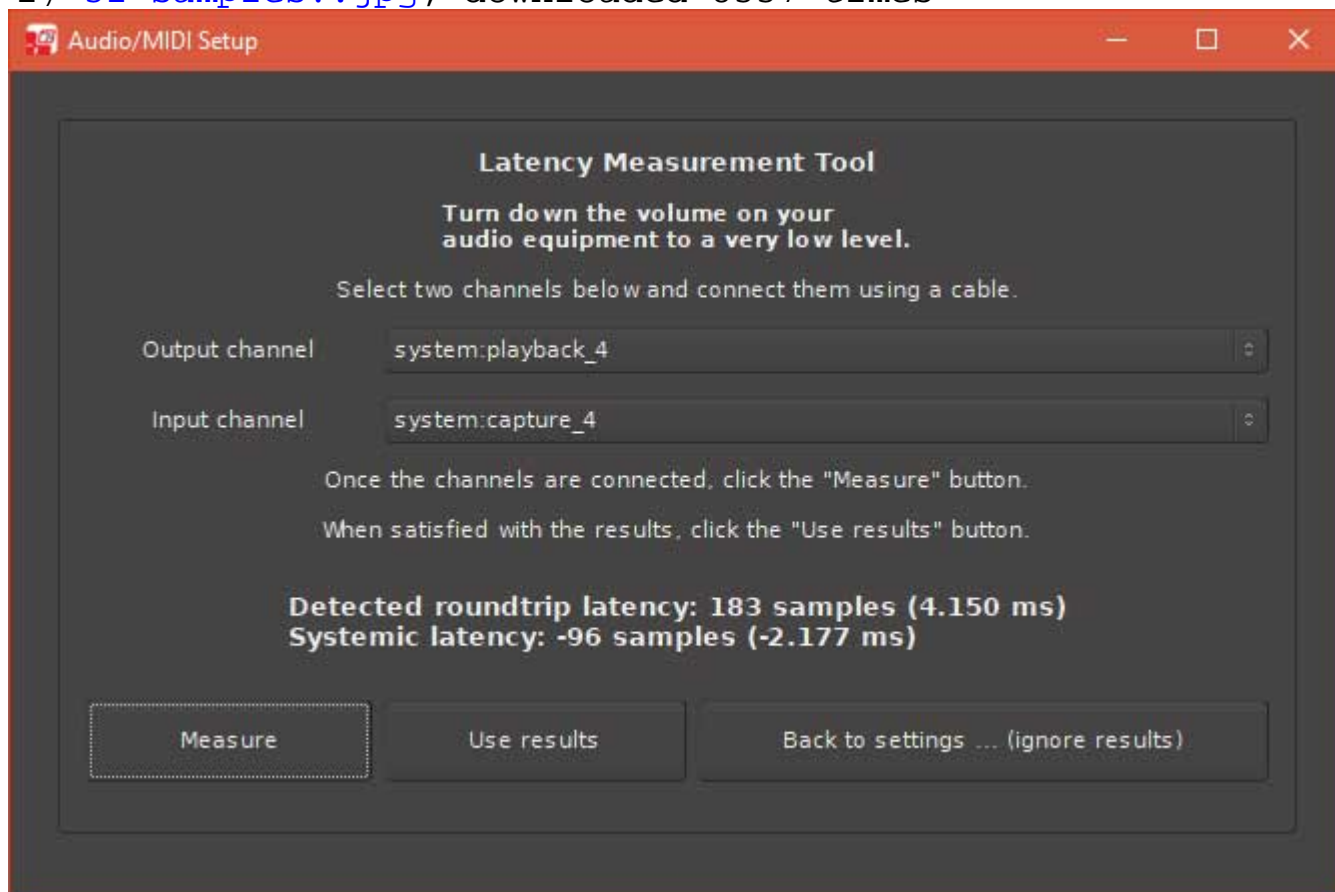 Audio/MIDI Setup
Latency Measurement Tool
Turn down the volume on your
audio equipment to a very low level.
Select two channels below and connect them using a cable.
Output channel system:playback_4
Input channel system:capture_4
Once the channels are connected, click the "Measure" button.
When satisfied with the results, click the "Use results" button.
Detected roundtrip latency: 183 samples (4.150 ms)
Systemic latency: -96 samples (-2.177 ms)
Measure Use results Back to settings ... (ignore results)